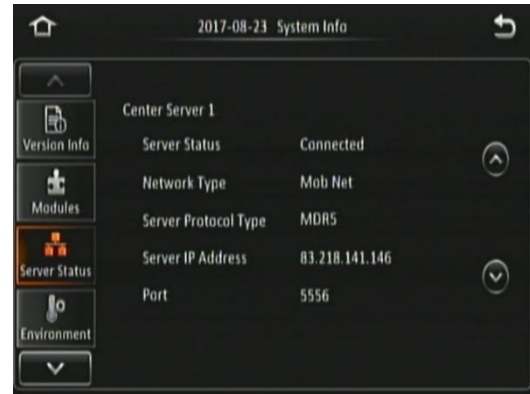 2017-08-23 System Info
Version Info
Modules
Server Status
Environment
Center Server 1
Server Status Connected
Network Type Mob Net
Server Protocol Type MDR5
Server IP Address 83.218.141.146
Port 5556